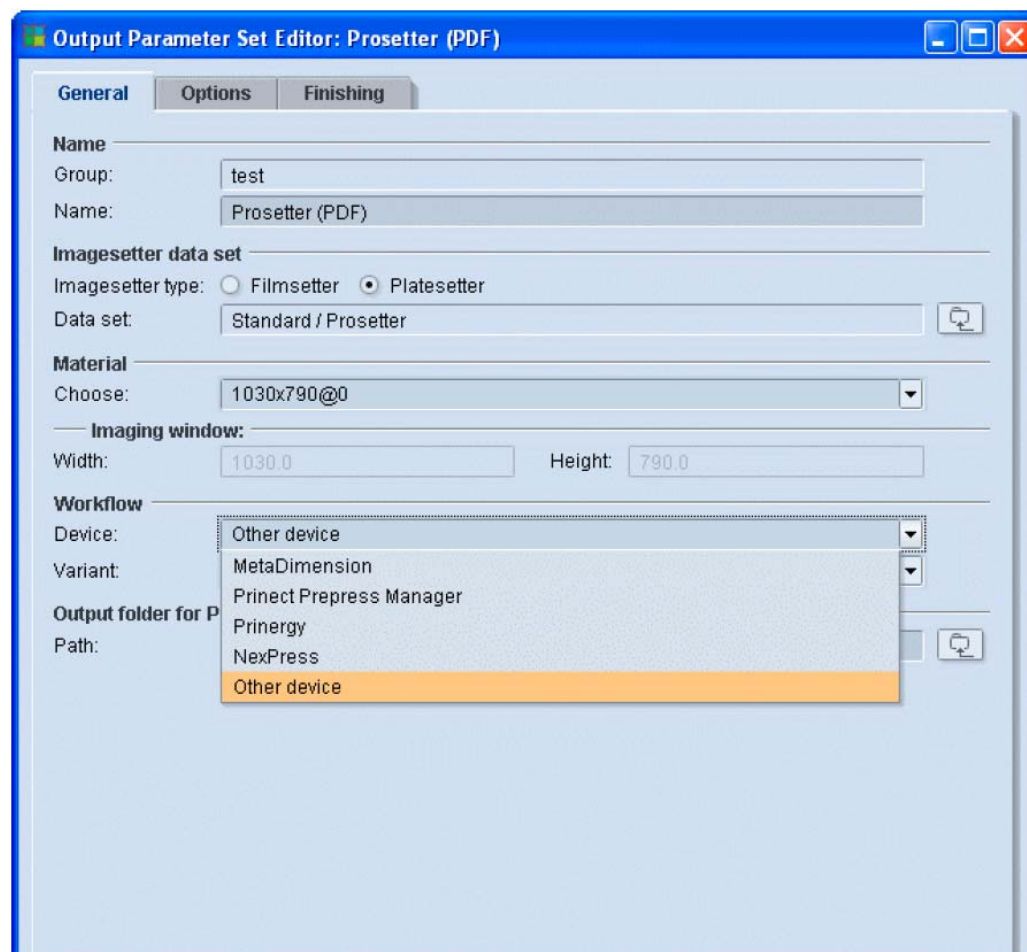 Output Parameter Set Editor: Prosetter (PDF)
General Options Finishing
Name
Group: test
Name: Prosetter (PDF)
Imagesetter data set
Imagesetter type: Filmsetter Platesetter
Data set: Standard / Prosetter
Material
Choose: 1030x790@0
Imaging window:
Width: 1030.0 Height: 790.0
Workflow
Device: Other device
Variant:
MetaDimension
Prinect Prepress Manager
Output folder for P
Prinergy
Path:
NexPress
Other device